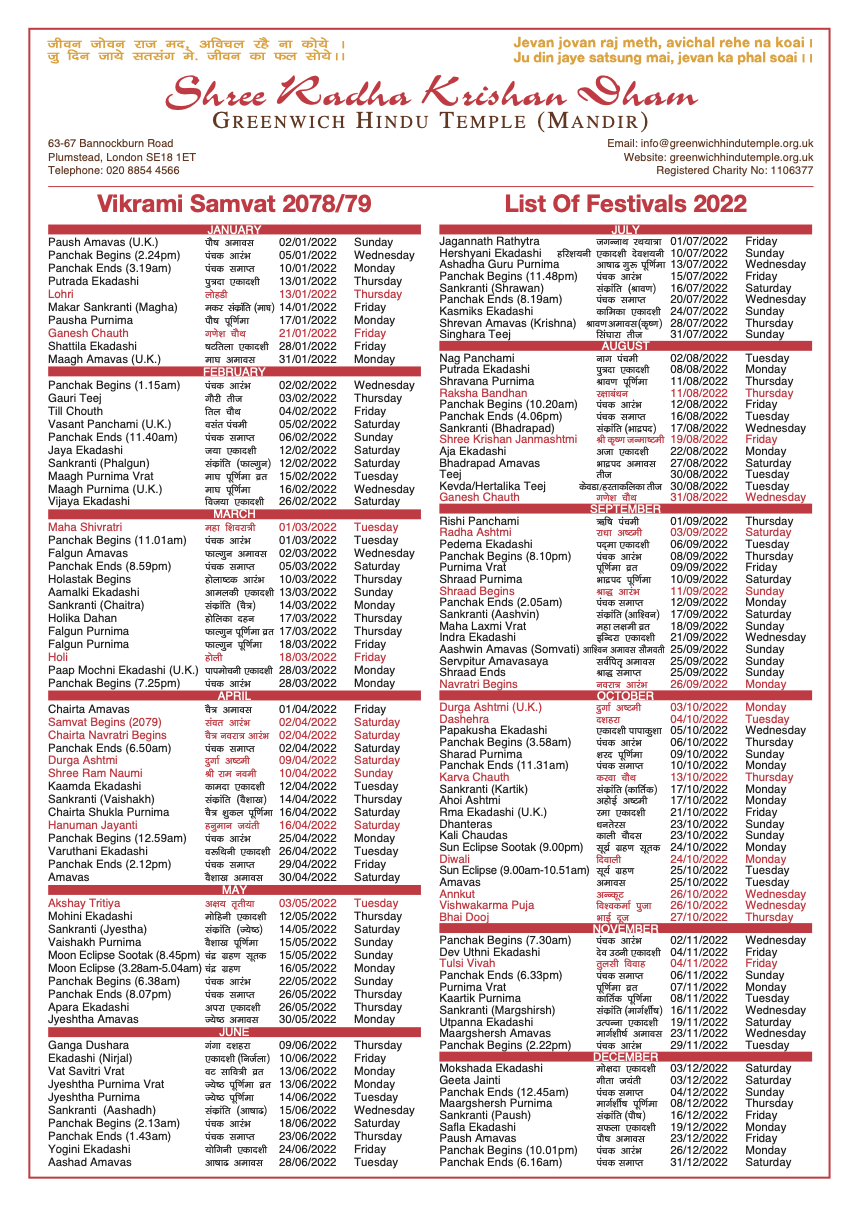 जीवन जोवन राज मद, अविचल रहै ना कोये ।
जु दिन जाये सतसंग मे. जीवन का फल सोये।।
Jevan jovan raj meth, avichal rehe na koai ।
Ju din jaye satsung mai, jevan ka phal soai ।।
Shree Radha Krishan Dham
GREENWICH HINDU TEMPLE (MANDIR)
63-67 Bannockburn Road
Plumstead, London SE18 1ET
Telephone: 020 8854 4566
Email: info@greenwichhindutemple.org.uk
Website: greenwichhindutemple.org.uk
Registered Charity No: 1106377
Vikrami Samvat 2078/79
JANUARY
Paush Amavas (U.K.) पौष अमावस 02/01/2022 Sunday
Panchak Begins (2.24pm) पंचक आरंभ 05/01/2022 Wednesday
Panchak Ends (3.19am) पंचक समाप्त 10/01/2022 Monday
Putrada Ekadashi पुत्रदा एकादशी 13/01/2022 Thursday
Lohri लोहडी 13/01/2022 Thursday
Makar Sankranti (Magha) मकर संक्रांति (माघ) 14/01/2022 Friday
Pausha Purnima पौष पूर्णिमा 17/01/2022 Monday
Ganesh Chauth गणेश चौथ 21/01/2022 Friday
Shattila Ekadashi षटतिला एकादशी 28/01/2022 Friday
Maagh Amavas (U.K.) माघ अमावस 31/01/2022 Monday
FEBRUARY
Panchak Begins (1.15am) पंचक आरंभ 02/02/2022 Wednesday
Gauri Teej गौरी तीज 03/02/2022 Thursday
Till Chouth तिल चौथ 04/02/2022 Friday
Vasant Panchami (U.K.) वसंत पंचमी 05/02/2022 Saturday
Panchak Ends (11.40am) पंचक समाप्त 06/02/2022 Sunday
Jaya Ekadashi जया एकादशी 12/02/2022 Saturday
Sankranti (Phalgun) संक्रांति (फाल्गुन) 12/02/2022 Saturday
Maagh Purnima Vrat माघ पूर्णिमा व्रत 15/02/2022 Tuesday
Maagh Purnima (U.K.) माघ पूर्णिमा 16/02/2022 Wednesday
Vijaya Ekadashi विजया एकादशी 26/02/2022 Saturday
MARCH
Maha Shivratri महा शिवरात्री 01/03/2022 Tuesday
Panchak Begins (11.01am) पंचक आरंभ 01/03/2022 Tuesday
Falgun Amavas फाल्गुन अमावस 02/03/2022 Wednesday
Panchak Ends (8.59pm) पंचक समाप्त 05/03/2022 Saturday
Holastak Begins होलाष्टक आरंभ 10/03/2022 Thursday
Aamalki Ekadashi आमलकी एकादशी 13/03/2022 Sunday
Sankranti (Chaitra) संक्रांति (चैत्र) 14/03/2022 Monday
Holika Dahan होलिका दहन 17/03/2022 Thursday
Falgun Purnima फाल्गुन पूर्णिमा व्रत 17/03/2022 Thursday
Falgun Purnima फाल्गुन पूर्णिमा 18/03/2022 Friday
Holi होली 18/03/2022 Friday
Paap Mochni Ekadashi (U.K.) पापमोचनी एकादशी 28/03/2022 Monday
Panchak Begins (7.25pm) पंचक आरंभ 28/03/2022 Monday
APRIL
Chairta Amavas चैत्र अमावस 01/04/2022 Friday
Samvat Begins (2079) संवत आरंभ 02/04/2022 Saturday
Chairta Navratri Begins चैत्र नवरात्र आरंभ 02/04/2022 Saturday
Panchak Ends (6.50am) पंचक समाप्त 02/04/2022 Saturday
Durga Ashtmi दुर्गा अष्टमी 09/04/2022 Saturday
Shree Ram Naumi श्री राम नवमी 10/04/2022 Sunday
Kaamda Ekadashi कामदा एकादशी 12/04/2022 Tuesday
Sankranti (Vaishakh) संक्रांति (वैशाख) 14/04/2022 Thursday
Chairta Shukla Purnima चैत्र शुकल पूर्णिमा 16/04/2022 Saturday
Hanuman Jayanti हनुमान जयंती 16/04/2022 Saturday
Panchak Begins (12.59am) पंचक आरंभ 25/04/2022 Monday
Varuthani Ekadashi वरूथिनी एकादशी 26/04/2022 Tuesday
Panchak Ends (2.12pm) पंचक समाप्त 29/04/2022 Friday
Amavas वैशाख अमावस 30/04/2022 Saturday
MAY
Akshay Tritiya अक्षय तृतीया 03/05/2022 Tuesday
Mohini Ekadashi मोहिनी एकादशी 12/05/2022 Thursday
Sankranti (Jyestha) संक्रांति (ज्येष्ठ) 14/05/2022 Saturday
Vaishakh Purnima वैशाख पूर्णिमा 15/05/2022 Sunday
Moon Eclipse Sootak (8.45pm) चंद्र ग्रहण सूतक 15/05/2022 Sunday
Moon Eclipse (3.28am-5.04am) चंद्र ग्रहण 16/05/2022 Monday
Panchak Begins (6.38am) पंचक आरंभ 22/05/2022 Sunday
Panchak Ends (8.07pm) पंचक समाप्त 26/05/2022 Thursday
Apara Ekadashi अपरा एकादशी 26/05/2022 Thursday
Jyeshtha Amavas ज्येष्ठ अमावस 30/05/2022 Monday
JUNE
Ganga Dushara गंगा दशहरा 09/06/2022 Thursday
Ekadashi (Nirjal) एकादशी (निर्जला) 10/06/2022 Friday
Vat Savitri Vrat वट सावित्री व्रत 13/06/2022 Monday
Jyeshtha Purnima Vrat ज्येष्ठ पूर्णिमा व्रत 13/06/2022 Monday
Jyeshtha Purnima ज्येष्ठ पूर्णिमा 14/06/2022 Tuesday
Sankranti (Aashadh) संक्रांति (आषाढ) 15/06/2022 Wednesday
Panchak Begins (2.13am) पंचक आरंभ 18/06/2022 Saturday
Panchak Ends (1.43am) पंचक समाप्त 23/06/2022 Thursday
Yogini Ekadashi योगिनी एकादशी 24/06/2022 Friday
Aashad Amavas आषाढ अमावस 28/06/2022 Tuesday
List Of Festivals 2022
JULY
Jagannath Rathytra जगन्नाथ रथयात्रा 01/07/2022 Friday
Hershyani Ekadashi हरिशयनी एकादशी देवशयनी 10/07/2022 Sunday
Ashadha Guru Purnima आषाढ गुरू पूर्णिमा 13/07/2022 Wednesday
Panchak Begins (11.48pm) पंचक आरंभ 15/07/2022 Friday
Sankranti (Shrawan) संक्रांति (श्रावण) 16/07/2022 Saturday
Panchak Ends (8.19am) पंचक समाप्त 20/07/2022 Wednesday
Kasmiks Ekadashi कामिका एकादशी 24/07/2022 Sunday
Shrevan Amavas (Krishna) श्रावण अमावस(कृष्ण) 28/07/2022 Thursday
Singhara Teej सिंघारा तीज 31/07/2022 Sunday
AUGUST
Nag Panchami नाग पंचमी 02/08/2022 Tuesday
Putrada Ekadashi पुत्रदा एकादशी 08/08/2022 Monday
Shravana Purnima श्रावण पूर्णिमा 11/08/2022 Thursday
Raksha Bandhan रक्षाबंधन 11/08/2022 Thursday
Panchak Begins (10.20am) पंचक आरंभ 12/08/2022 Friday
Panchak Ends (4.06pm) पंचक समाप्त 16/08/2022 Tuesday
Sankranti (Bhadrapad) संक्रांति (भाद्रपद) 17/08/2022 Wednesday
Shree Krishan Janmashtmi श्री कृष्ण जन्माष्टमी 19/08/2022 Friday
Aja Ekadashi अजा एकादशी 22/08/2022 Monday
Bhadrapad Amavas भाद्रपद अमावस 27/08/2022 Saturday
Teej तीज 30/08/2022 Tuesday
Kevda/Hertalika Teej केवडा/हरतालिका तीज 30/08/2022 Tuesday
Ganesh Chauth गणेश चौथ 31/08/2022 Wednesday
SEPTEMBER
Rishi Panchami ऋषि पंचमी 01/09/2022 Thursday
Radha Ashtmi राधा अष्टमी 03/09/2022 Saturday
Pedema Ekadashi पद्मा एकादशी 06/09/2022 Tuesday
Panchak Begins (8.10pm) पंचक आरंभ 08/09/2022 Thursday
Purnima Vrat पूर्णिमा व्रत 09/09/2022 Friday
Shraad Purnima भाद्रपद पूर्णिमा 10/09/2022 Saturday
Shraad Begins श्राद्ध आरंभ 11/09/2022 Sunday
Panchak Ends (2.05am) पंचक समाप्त 12/09/2022 Monday
Sankranti (Aashvin) संक्रांति (आश्विन) 17/09/2022 Saturday
Maha Laxmi Vrat महा लक्षमी व्रत 18/09/2022 Sunday
Indra Ekadashi इन्दिरा एकादशी 21/09/2022 Wednesday
Aashwin Amavas (Somvati) आश्विन अमावस सौमवती 25/09/2022 Sunday
Servpitur Amavasaya सर्वपितृ अमावस 25/09/2022 Sunday
Shraad Ends श्राद्ध समाप्त 25/09/2022 Sunday
Navratri Begins नवरात्र आरंभ 26/09/2022 Monday
OCTOBER
Durga Ashtmi (U.K.) दुर्गा अष्टमी 03/10/2022 Monday
Dashehra दशहरा 04/10/2022 Tuesday
Papakusha Ekadashi एकादशी पापाकुशा 05/10/2022 Wednesday
Panchak Begins (3.58am) पंचक आरंभ 06/10/2022 Thursday
Sharad Purnima शरद पूर्णिमा 09/10/2022 Sunday
Panchak Ends (11.31am) पंचक समाप्त 10/10/2022 Monday
Karva Chauth करवा चौथ 13/10/2022 Thursday
Sankranti (Kartik) संक्रांति (कार्तिक) 17/10/2022 Monday
Ahoi Ashtmi अहोई अष्टमी 17/10/2022 Monday
Rma Ekadashi (U.K.) रमा एकादशी 21/10/2022 Friday
Dhanteras धनतेरस 23/10/2022 Sunday
Kali Chaudas काली चौदस 23/10/2022 Sunday
Sun Eclipse Sootak (9.00pm) सूर्य ग्रहण सूतक 24/10/2022 Monday
Diwali दिवाली 24/10/2022 Monday
Sun Eclipse (9.00am-10.51am) सूर्य ग्रहण 25/10/2022 Tuesday
Amavas अमावस 25/10/2022 Tuesday
Annkut अन्नकूट 26/10/2022 Wednesday
Vishwakarma Puja विश्वकर्मा पुजा 26/10/2022 Wednesday
Bhai Dooj भाई दूज 27/10/2022 Thursday
NOVEMBER
Panchak Begins (7.30am) पंचक आरंभ 02/11/2022 Wednesday
Dev Uthni Ekadashi देव उठनी एकादशी 04/11/2022 Friday
Tulsi Vivah तुलसी विवाह 04/11/2022 Friday
Panchak Ends (6.33pm) पंचक समाप्त 06/11/2022 Sunday
Purnima Vrat पूर्णिमा व्रत 07/11/2022 Monday
Kaartik Purnima कार्तिक पूर्णिमा 08/11/2022 Tuesday
Sankranti (Margshirsh) संक्रांति (मार्गशीर्ष) 16/11/2022 Wednesday
Utpanna Ekadashi उत्पन्ना एकादशी 19/11/2022 Saturday
Maargshersh Amavas मार्गशीर्ष अमावस 23/11/2022 Wednesday
Panchak Begins (2.22pm) पंचक आरंभ 29/11/2022 Tuesday
DECEMBER
Mokshada Ekadashi मोक्षदा एकादशी 03/12/2022 Saturday
Geeta Jainti गीता जयंती 03/12/2022 Saturday
Panchak Ends (12.45am) पंचक समाप्त 04/12/2022 Sunday
Maargshersh Purnima मार्गशीर्ष पूर्णिमा 08/12/2022 Thursday
Sankranti (Paush) संक्रांति (पौष) 16/12/2022 Friday
Safla Ekadashi सफला एकादशी 19/12/2022 Monday
Paush Amavas पौष अमावस 23/12/2022 Friday
Panchak Begins (10.01pm) पंचक आरंभ 26/12/2022 Monday
Panchak Ends (6.16am) पंचक समाप्त 31/12/2022 Saturday